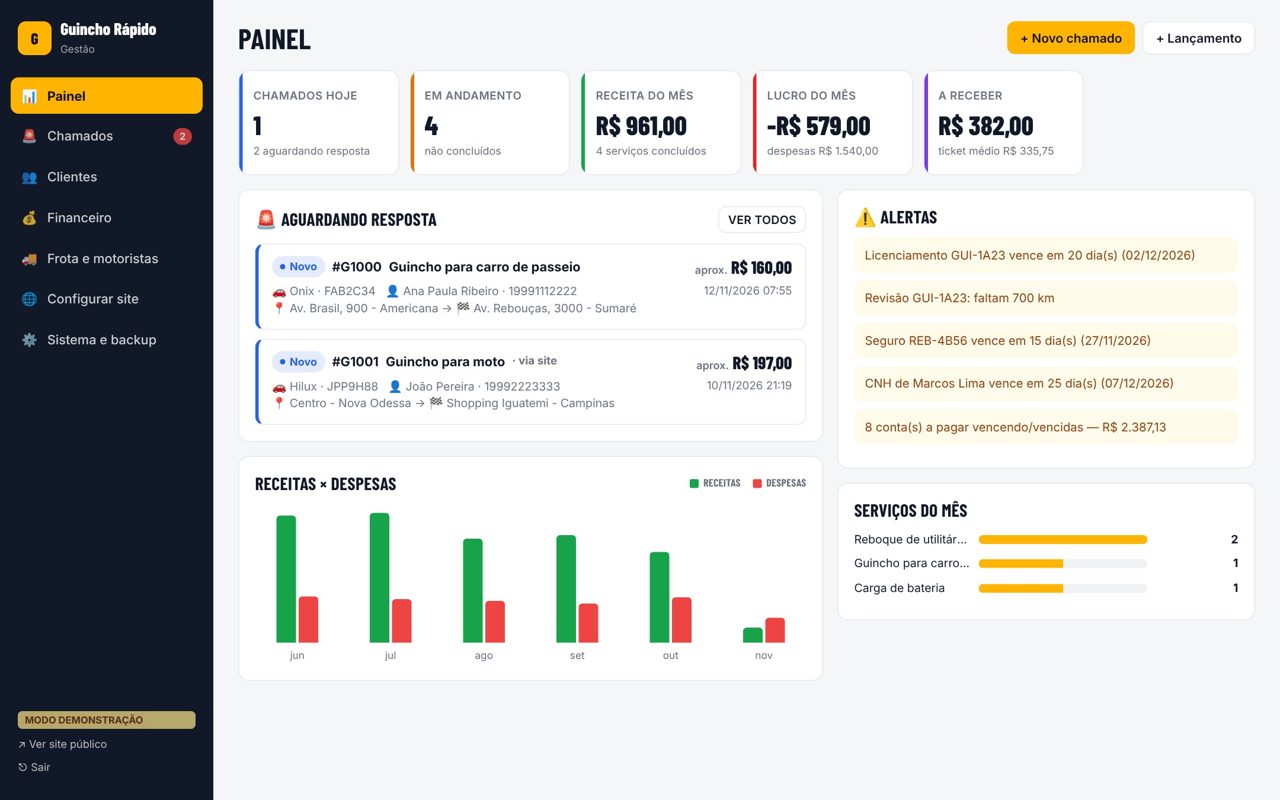 G
Guincho Rápido
Gestão
Painel
Chamados 2
Clientes
Financeiro
Frota e motoristas
Configurar site
Sistema e backup
MODO DEMONSTRAÇÃO
↗ Ver site público
Sair
PAINEL
+ Novo chamado
+ Lançamento
CHAMADOS HOJE
1
2 aguardando resposta
EM ANDAMENTO
4
não concluídos
RECEITA DO MÊS
R$ 961,00
4 serviços concluídos
LUCRO DO MÊS
-R$ 579,00
despesas R$ 1.540,00
A RECEBER
R$ 382,00
ticket médio R$ 335,75
AGUARDANDO RESPOSTA
VER TODOS
• Novo #G1000 Guincho para carro de passeio aprox. R$ 160,00
Onix · FAB2C34 Ana Paula Ribeiro · 19991112222 12/11/2026 07:55
Av. Brasil, 900 - Americana → Av. Rebouças, 3000 - Sumaré
• Novo #G1001 Guincho para moto · via site aprox. R$ 197,00
Hilux · JPP9H88 João Pereira · 19992223333 10/11/2026 21:19
Centro - Nova Odessa → Shopping Iguatemi - Campinas
RECEITAS × DESPESAS
RECEITAS DESPESAS
jun jul ago set out nov
ALERTAS
Licenciamento GUI-1A23 vence em 20 dia(s) (02/12/2026)
Revisão GUI-1A23: faltam 700 km
Seguro REB-4B56 vence em 15 dia(s) (27/11/2026)
CNH de Marcos Lima vence em 25 dia(s) (07/12/2026)
8 conta(s) a pagar vencendo/vencidas — R$ 2.387,13
SERVIÇOS DO MÊS
Reboque de utilitár... 2
Guincho para carro... 1
Carga de bateria 1